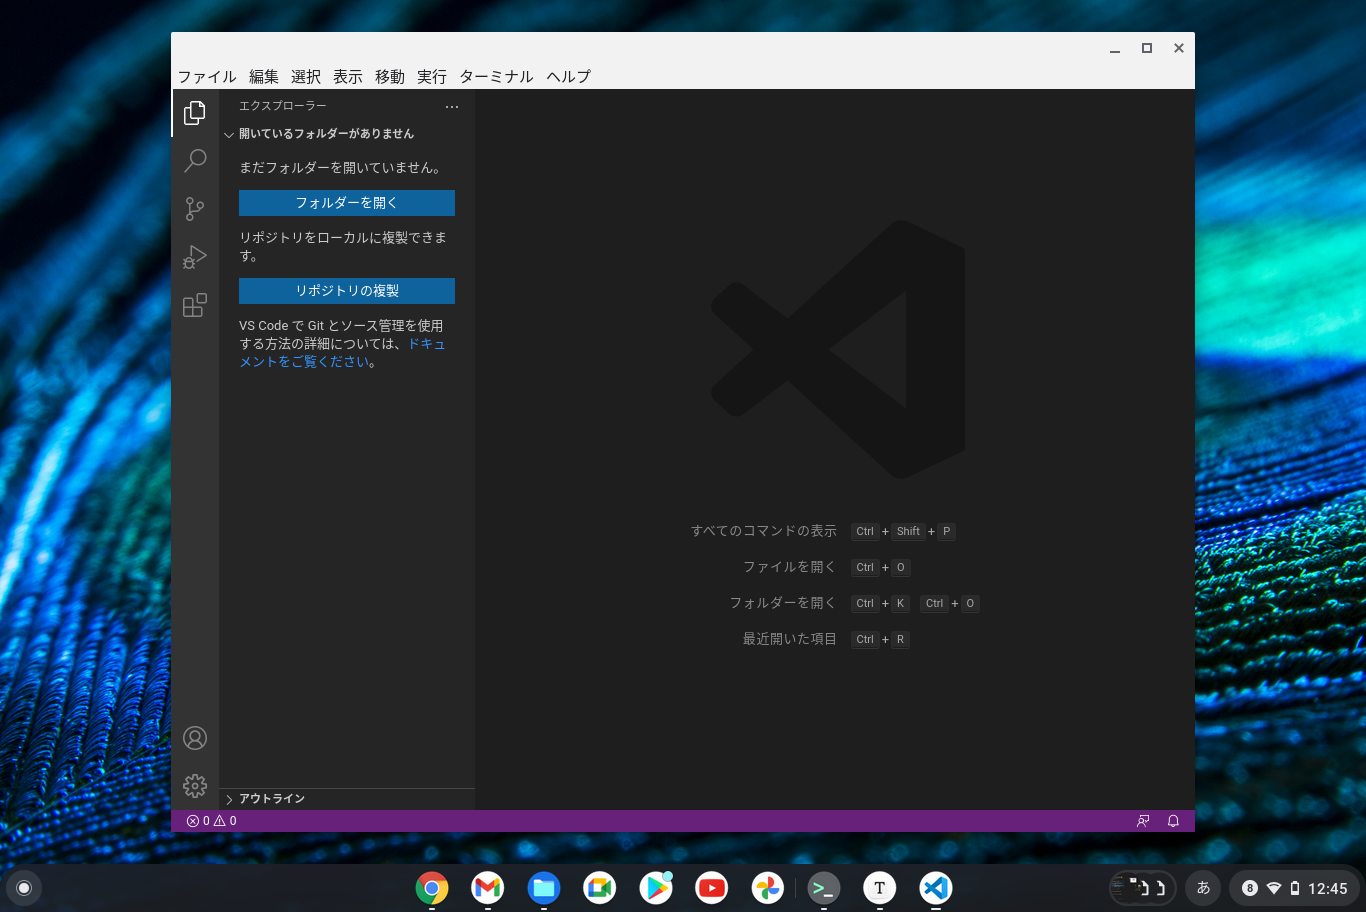 ファイル 編集 選択 表示 移動 実行 ターミナル ヘルプ
エクスプローラー
開いているフォルダーがありません
まだフォルダーを開いていません。
フォルダーを開く
リポジトリをローカルに複製できま
す。
リポジトリの複製
VS Code で Git とソース管理を使用
する方法の詳細については、ドキュ
メントをご覧ください。
すべてのコマンドの表示 Ctrl + Shift + P
ファイルを開く Ctrl + O
フォルダーを開く Ctrl + K Ctrl + O
最近開いた項目 Ctrl + R
アウトライン
0 0
T
あ 8 12:45